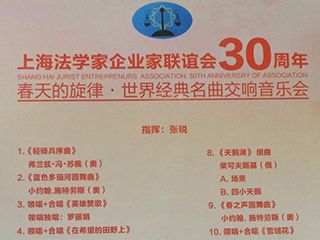 上海法学家企业家联谊会30周年
SHANG HAI JURIST ENTREPRENURS ASSOCIATION 30TH ANNIVERSRY OF ASSOCIATION
春天的旋律·世界经典名曲交响音乐会
指挥：张锐
1.《轻骑兵序曲》
弗兰兹·冯·苏佩（奥）
2.《蓝色多瑙河圆舞曲》
小约翰.施特劳斯（奥）
3. 领唱+合唱《英雄赞歌》
领唱独唱：罗丽娟
4. 领唱+合唱《在希望的田野上》
8.《天鹅湖》组曲
柴可夫斯基（俄）
A. 场景
B. 四小天鹅
9.《春之声圆舞曲》
小约翰.施特劳斯（奥）
10. 领唱+合唱《雪绒花》